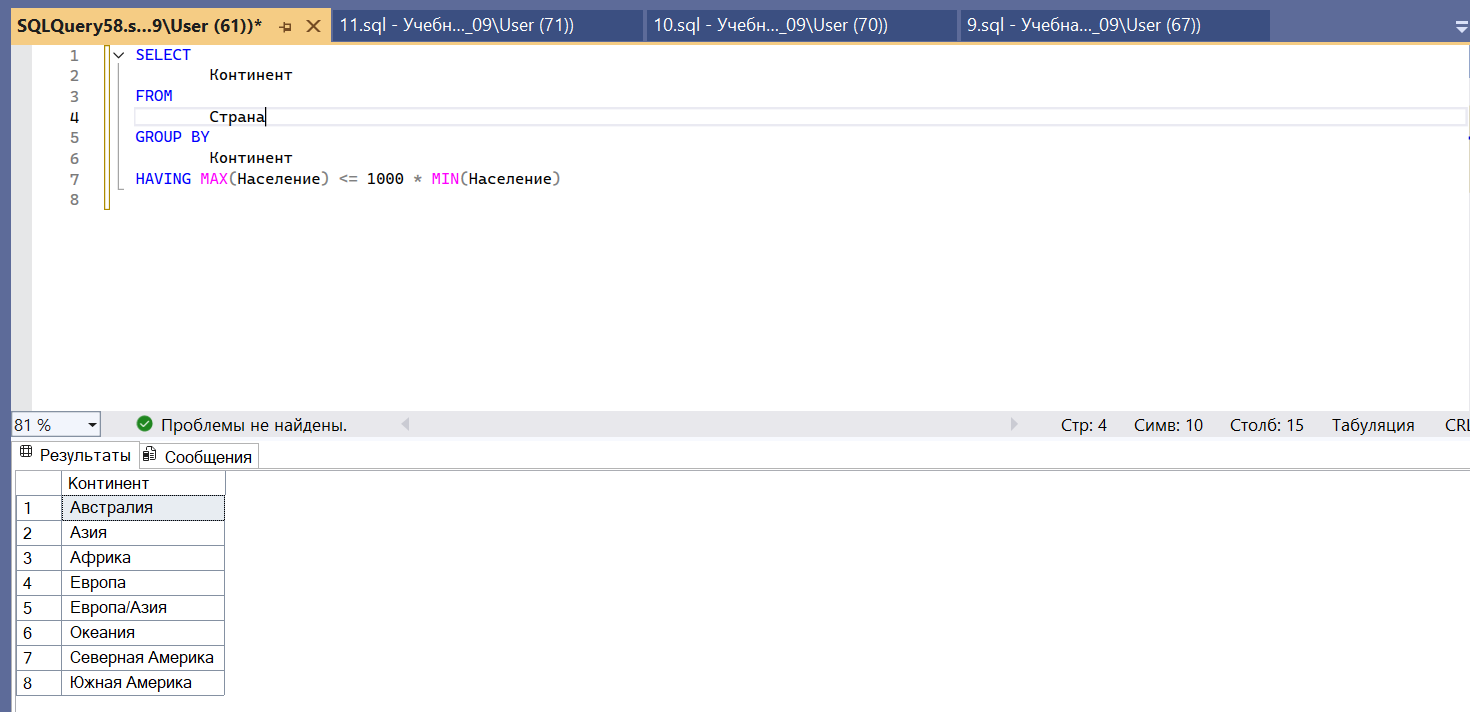 SQLQuery58.s...9\User (61))* 11.sql - Учебн..._09\User (71)) 10.sql - Учебн..._09\User (70)) 9.sql - Учебна..._09\User (67))
1 SELECT
2 Континент
3 FROM
4 Страна
5 GROUP BY
6 Континент
7 HAVING MAX(Население) <= 1000 * MIN(Население)
8
81 % Проблемы не найдены. Стр: 4 Симв: 10 Столб: 15 Табуляция CRL
Результаты Сообщения
Континент
1 Австралия
2 Азия
3 Африка
4 Европа
5 Европа/Азия
6 Океания
7 Северная Америка
8 Южная Америка